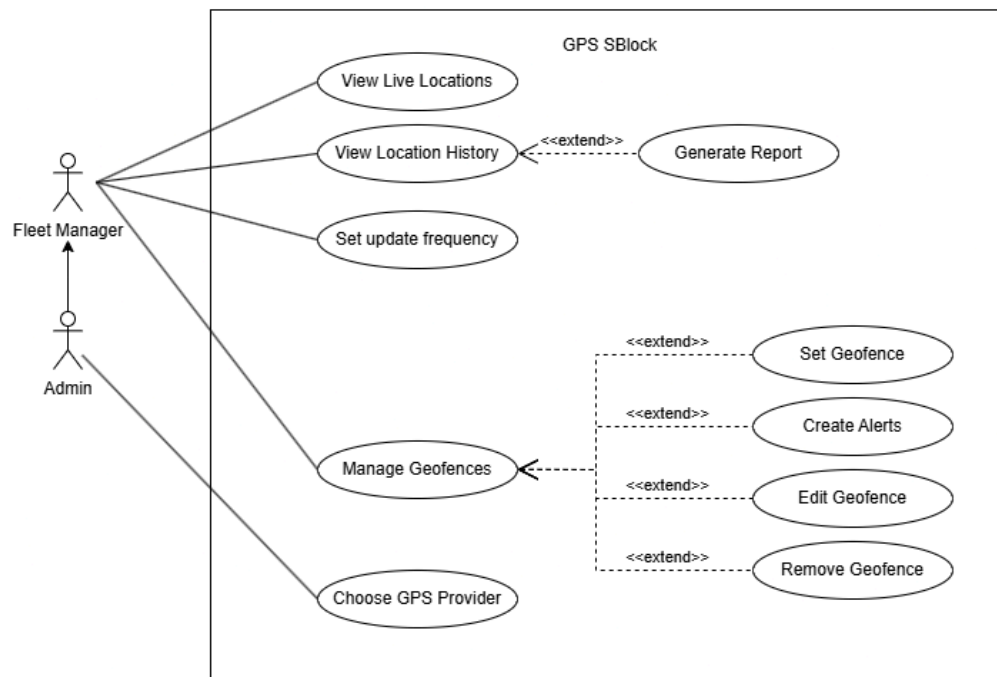 GPS SBlock
View Live Locations
View Location History
<<extend>>
Generate Report
Fleet Manager
Set update frequency
<<extend>>
Set Geofence
Admin
<<extend>>
Create Alerts
Manage Geofences
<<extend>>
Edit Geofence
<<extend>>
Remove Geofence
Choose GPS Provider